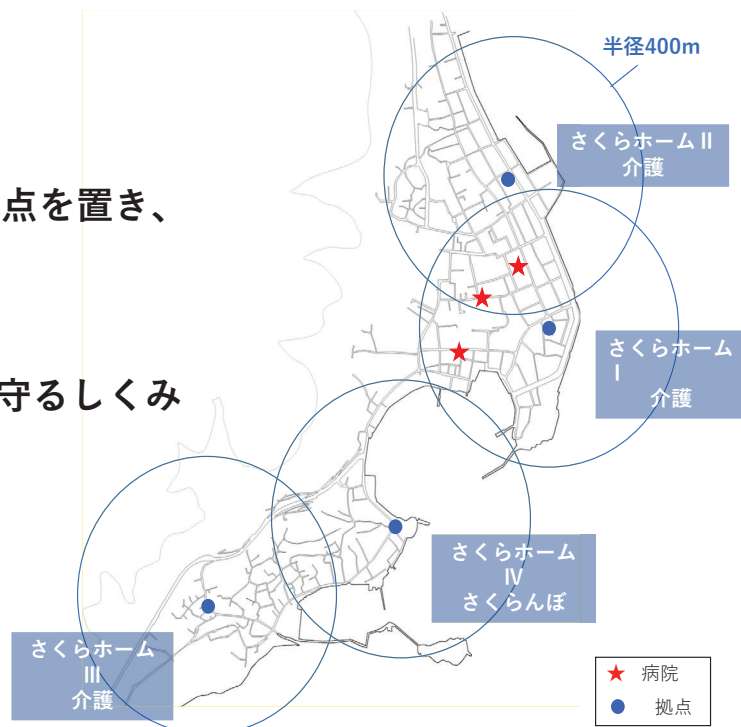 半径400m
さくらホームⅡ
介護
点を置き、
さくらホーム
Ⅰ
介護
守るしくみ
さくらホーム
Ⅳ
さくらんぼ
さくらホーム
Ⅲ
介護
病院
拠点